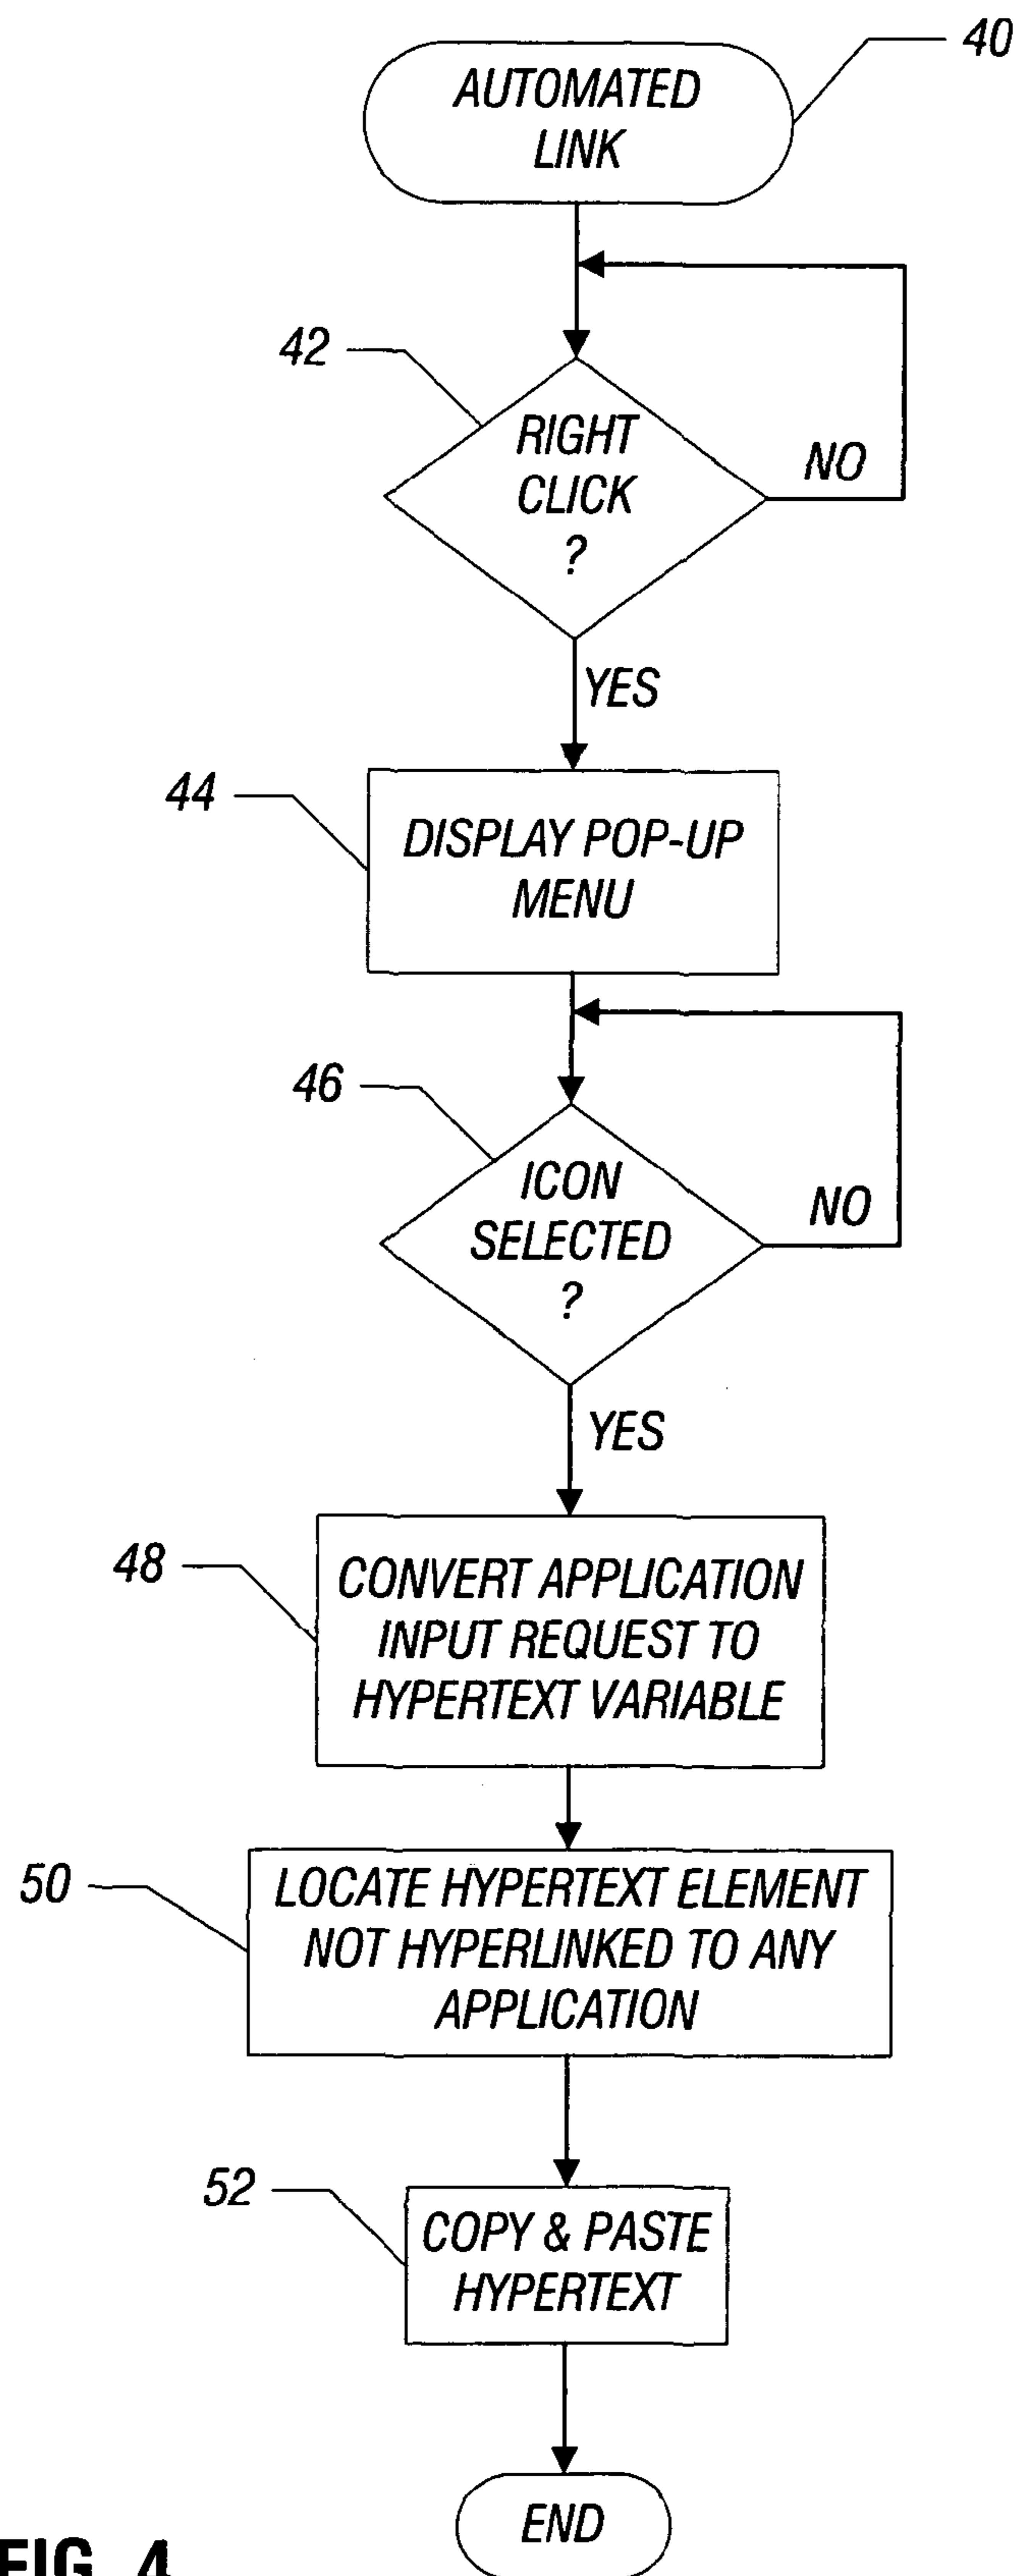 40
AUTOMATED
LINK
42
RIGHT
CLICK
?
NO
YES
44
DISPLAY POP-UP
MENU
46
ICON
SELECTED
?
NO
YES
48
CONVERT APPLICATION
INPUT REQUEST TO
HYPERTEXT VARIABLE
50
LOCATE HYPERTEXT ELEMENT
NOT HYPERLINKED TO ANY
APPLICATION
52
COPY & PASTE
HYPERTEXT
END
FIG. 4